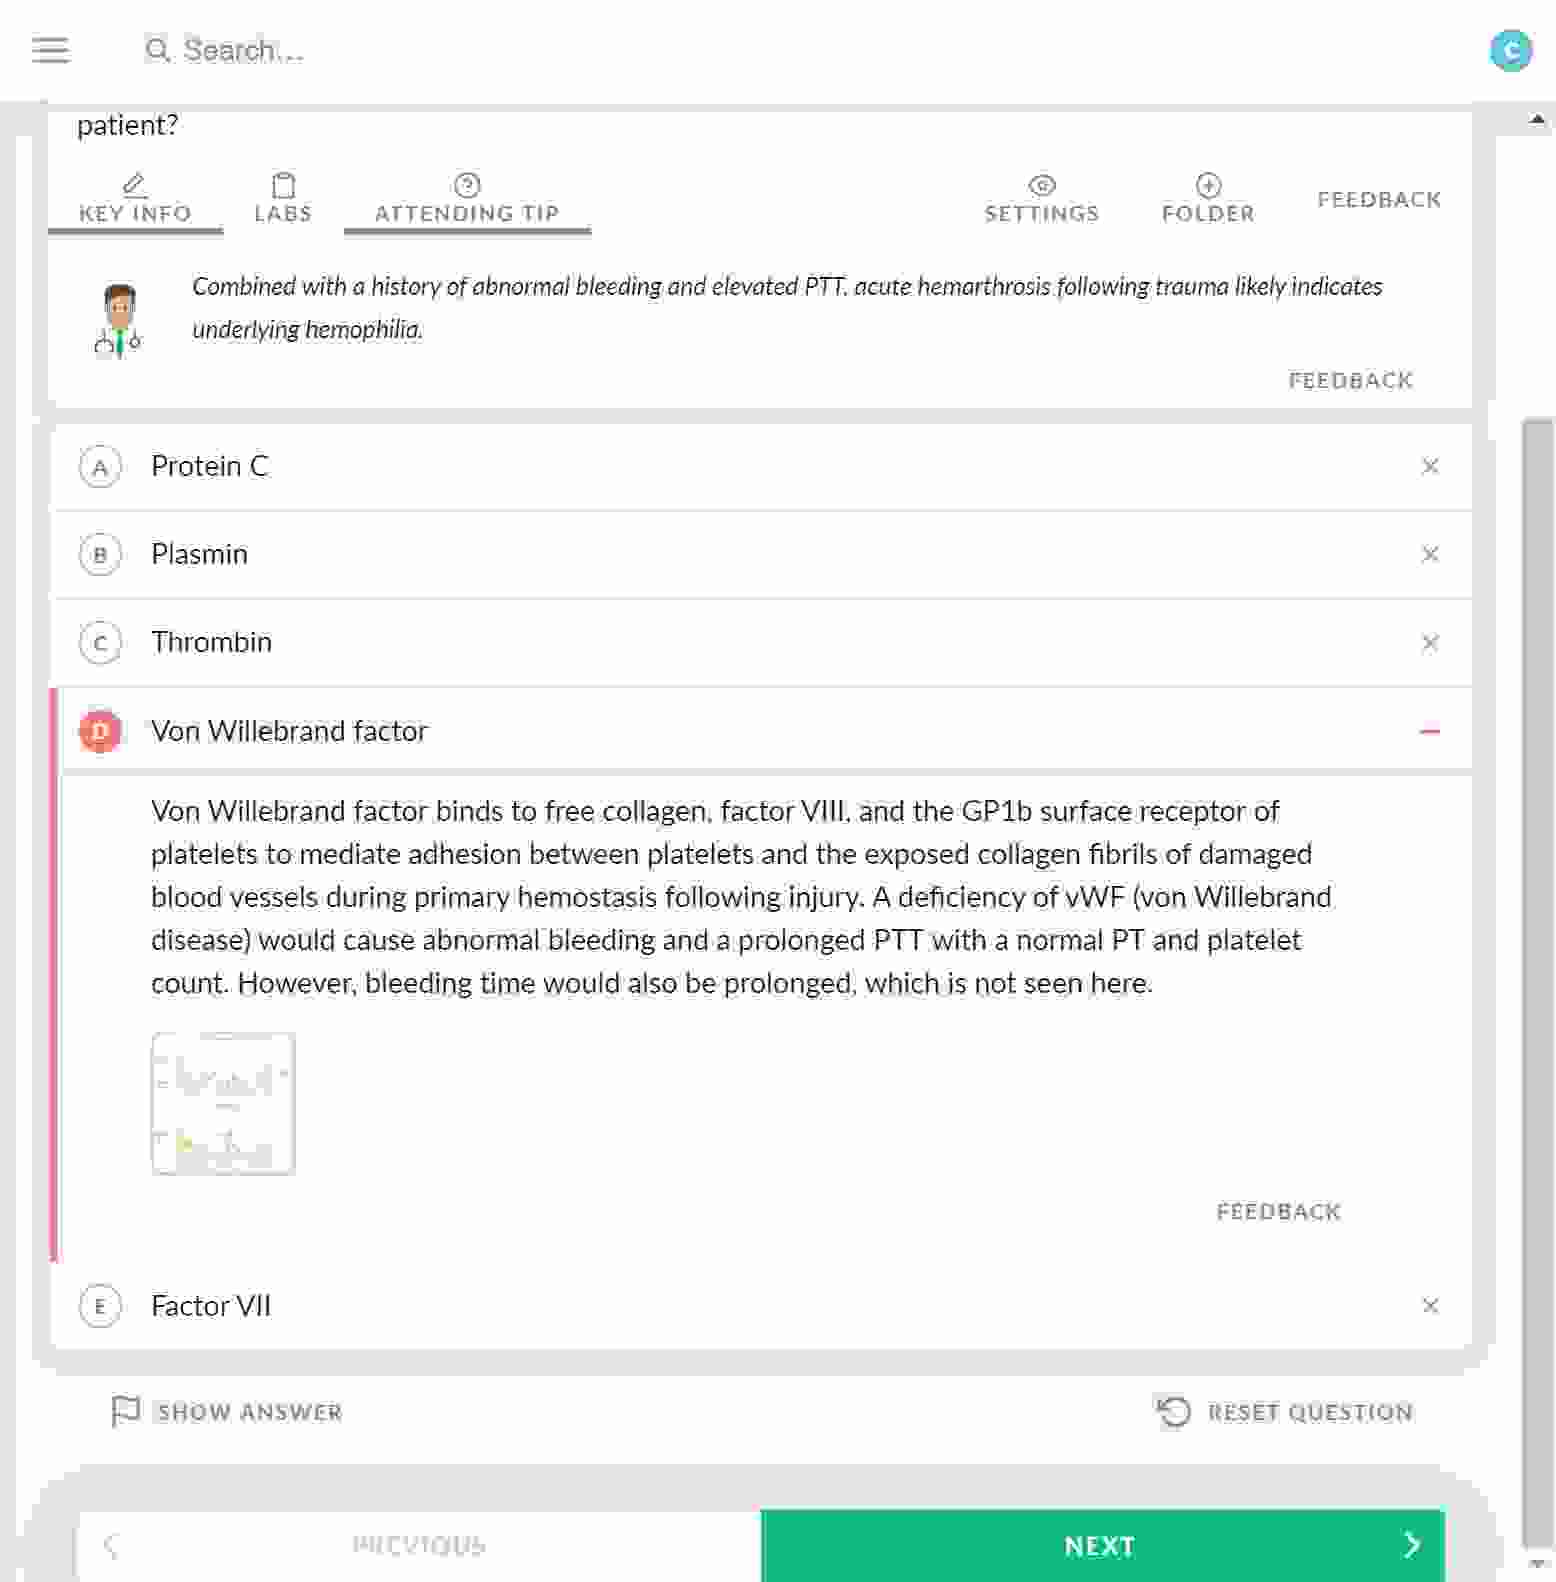 Search...
C
patient?
KEY INFO
LABS
ATTENDING TIP
SETTINGS
FOLDER
FEEDBACK
Combined with a history of abnormal bleeding and elevated PTT, acute hemarthrosis following trauma likely indicates
underlying hemophilia.
FEEDBACK
A Protein C
B Plasmin
C Thrombin
D Von Willebrand factor
Von Willebrand factor binds to free collagen, factor VIII, and the GP1b surface receptor of
platelets to mediate adhesion between platelets and the exposed collagen fibrils of damaged
blood vessels during primary hemostasis following injury. A deficiency of vWF (von Willebrand
disease) would cause abnormal bleeding and a prolonged PTT with a normal PT and platelet
count. However, bleeding time would also be prolonged, which is not seen here.
FEEDBACK
E Factor VII
SHOW ANSWER
RESET QUESTION
PREVIOUS
NEXT